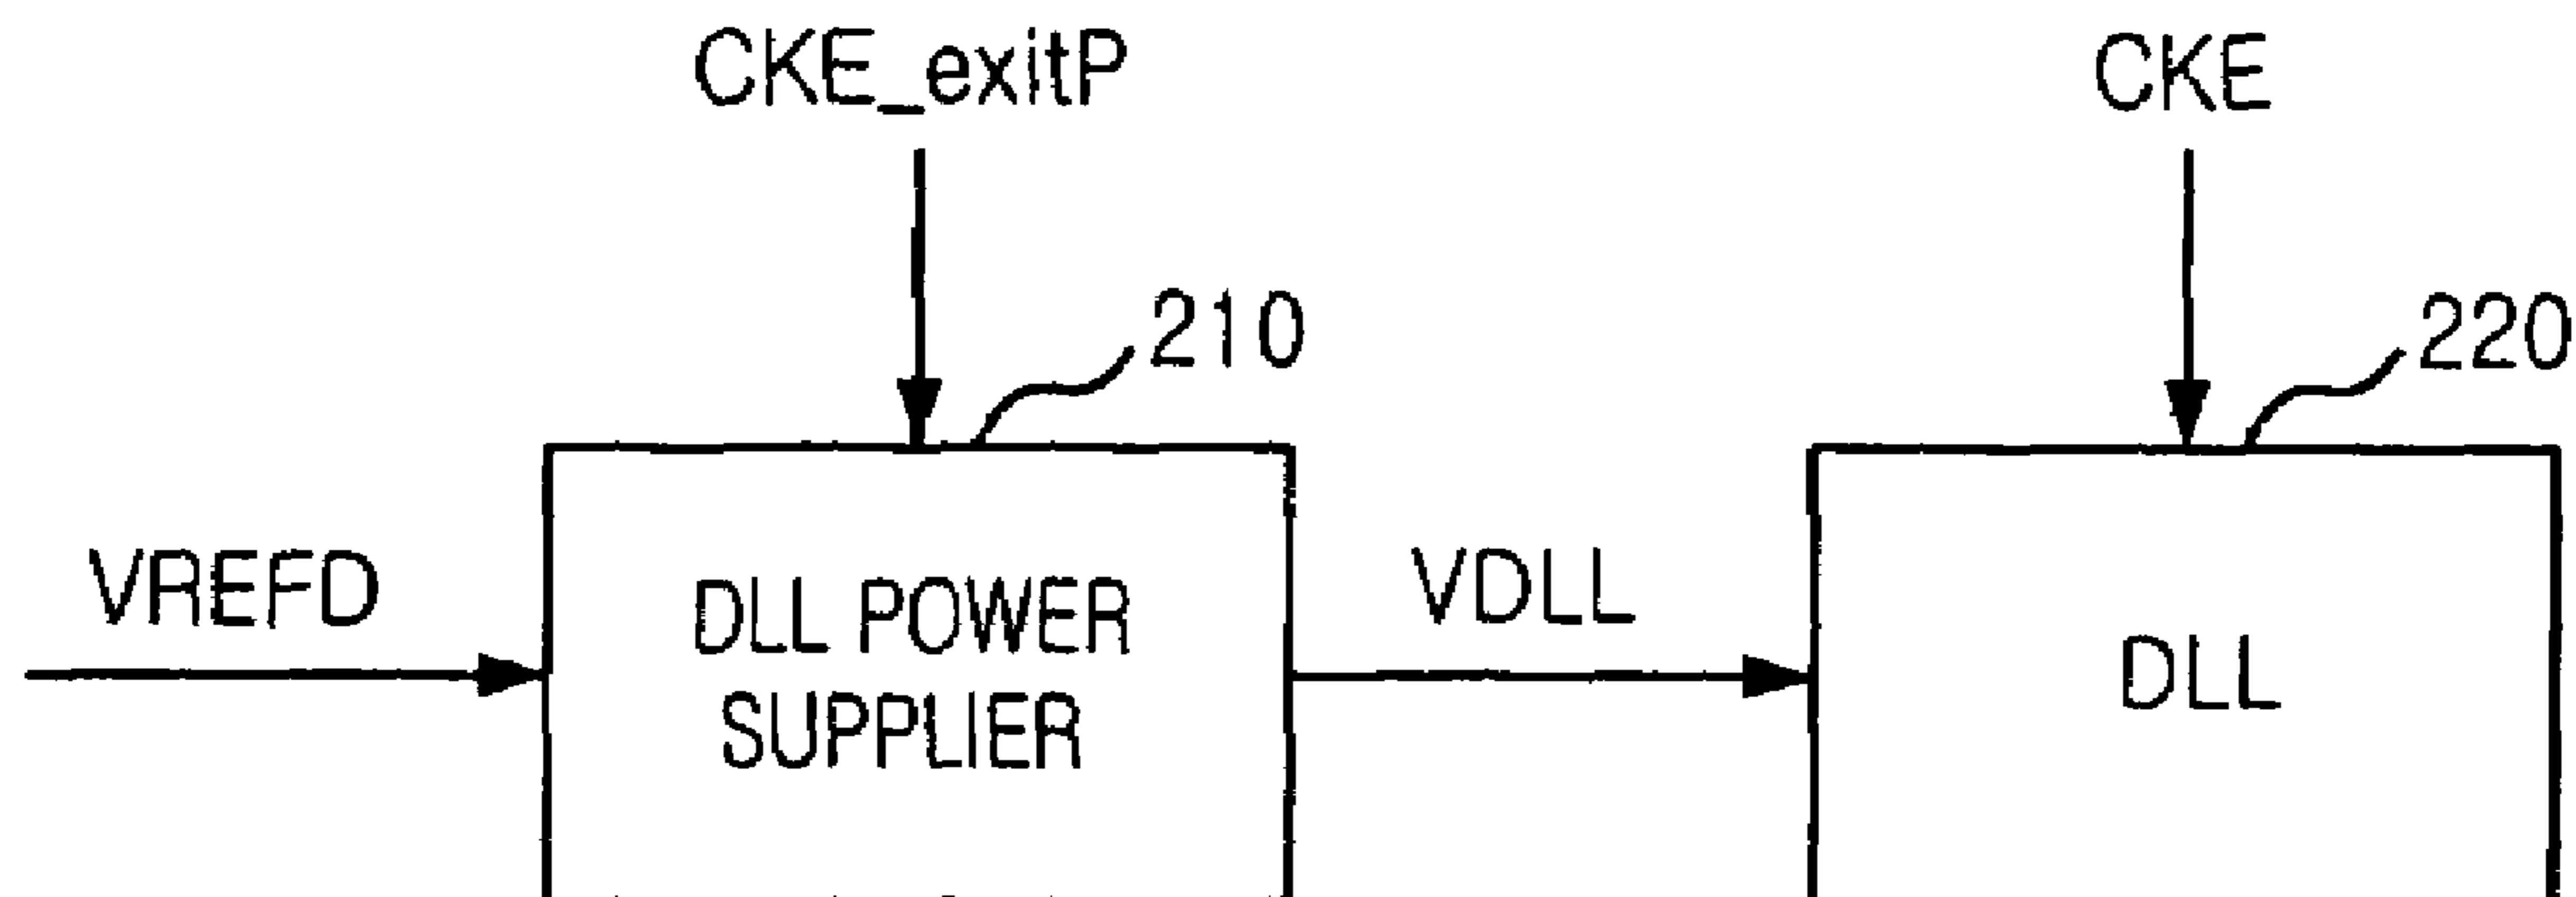 CKE_exitP
CKE
210
220
VREFD
DLL POWER
SUPPLIER
VDLL
DLL